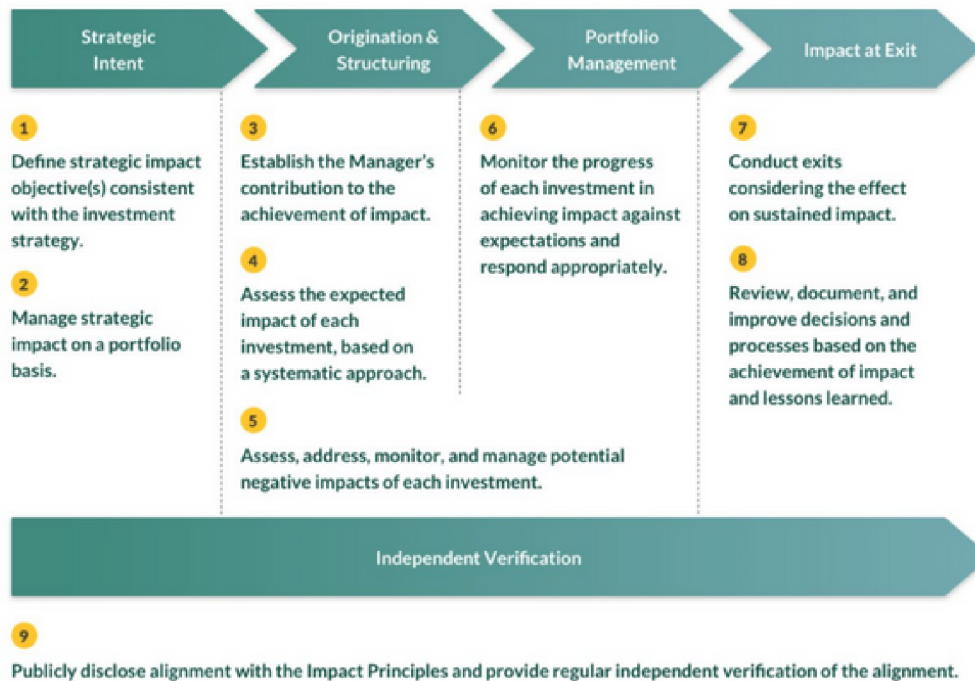 Strategic
Intent
Origination &
Structuring
Portfolio
Management
Impact at Exit
1
Define strategic impact
objective(s) consistent
with the investment
strategy.
2
Manage strategic
impact on a portfolio
basis.
3
Establish the Manager's
contribution to the
achievement of impact.
4
Assess the expected
impact of each
investment, based on
a systematic approach.
5
Assess, address, monitor, and manage potential
negative impacts of each investment.
6
Monitor the progress
of each investment in
achieving impact against
expectations and
respond appropriately.
7
Conduct exits
considering the effect
on sustained impact.
8
Review, document, and
improve decisions and
processes based on the
achievement of impact
and lessons learned.
Independent Verification
9
Publicly disclose alignment with the Impact Principles and provide regular independent verification of the alignment.